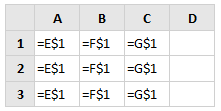 A B C D
1 =E$1 =F$1 =G$1
2 =E$1 =F$1 =G$1
3 =E$1 =F$1 =G$1